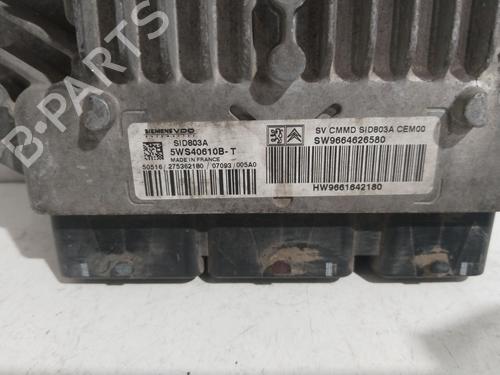 SIEMENS VDO
SID803A
5WS40610B-T
MADE IN FRANCE
50516 / 275362180 / 07093 / 005A0
SV CMMD SID803A CEM00
SW9664626580
HW9661642180
B-Parts